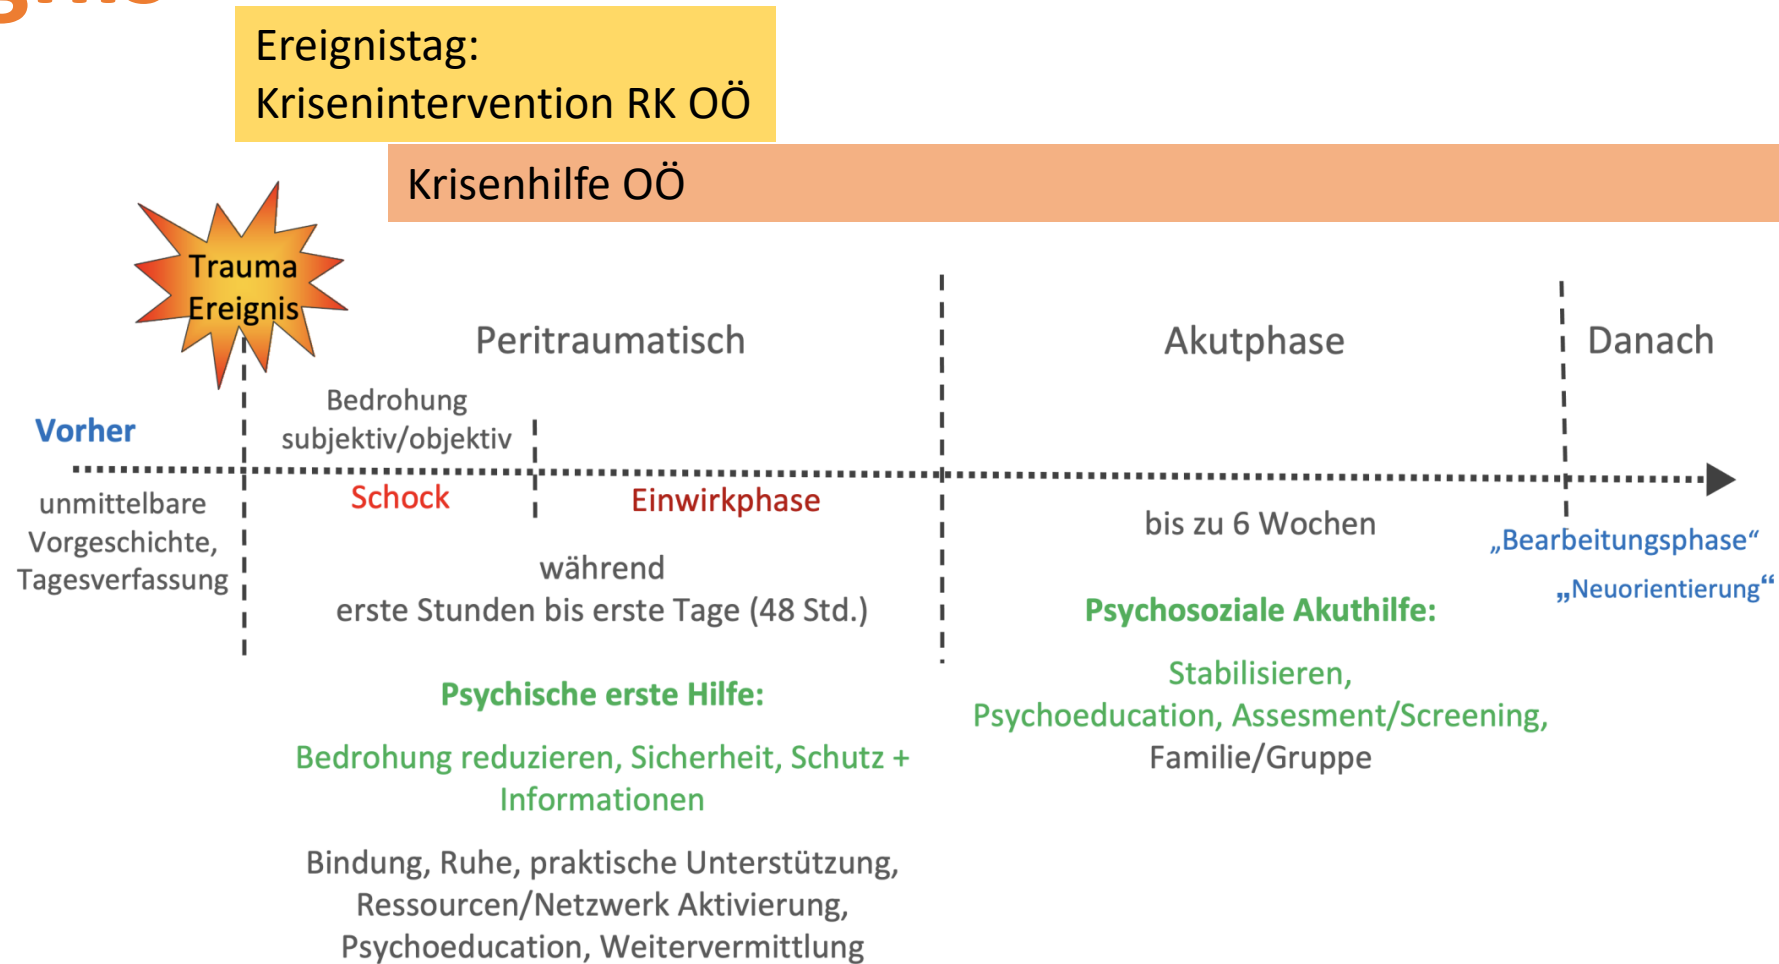 Ereignistag:
Krisenintervention RK OÖ
Krisenhilfe OÖ
Trauma
Ereignis
Peritraumatisch
Akutphase
Danach
Vorher
Bedrohung
subjektiv/objektiv
Schock
Einwirkphase
unmittelbare
Vorgeschichte,
Tagesverfassung
während
erste Stunden bis erste Tage (48 Std.)
bis zu 6 Wochen
„Bearbeitungsphase“
„Neuorientierung“
Psychische erste Hilfe:
Bedrohung reduzieren, Sicherheit, Schutz +
Informationen
Bindung, Ruhe, praktische Unterstützung,
Ressourcen/Netzwerk Aktivierung,
Psychoeducation, Weitervermittlung
Psychosoziale Akuthilfe:
Stabilisieren,
Psychoeducation, Assesment/Screening,
Familie/Gruppe